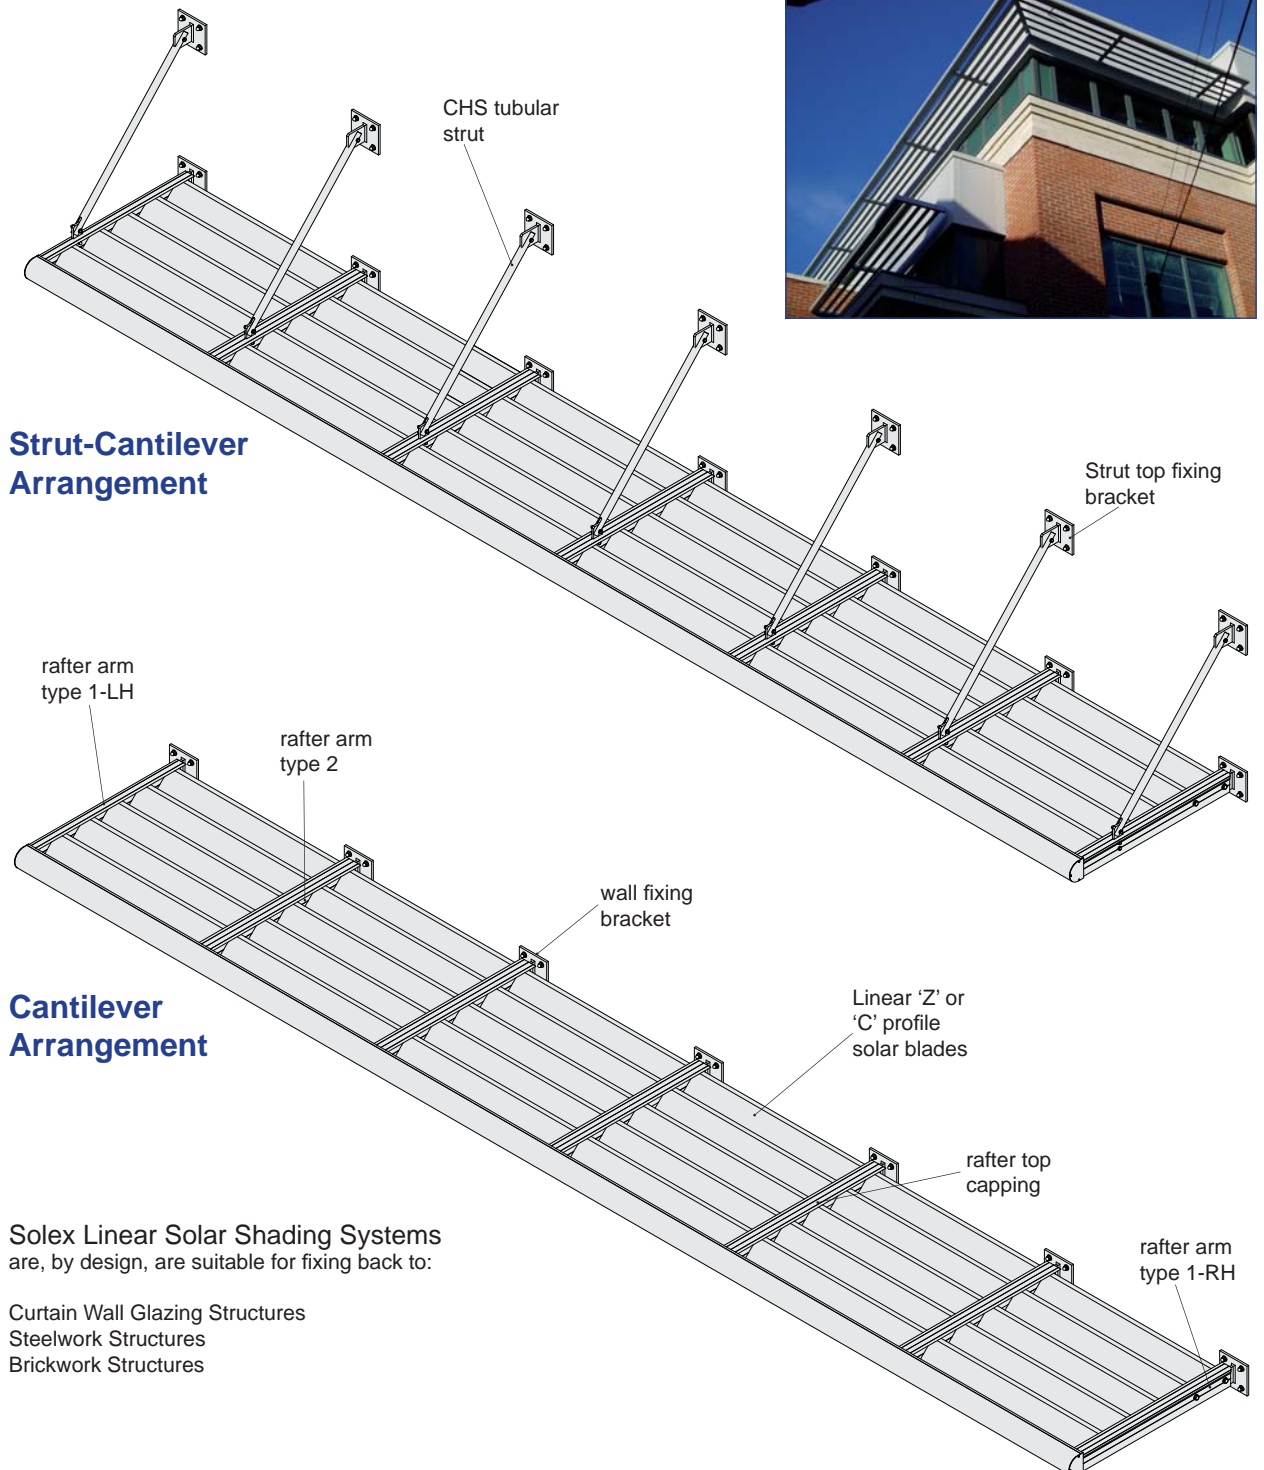 CHS tubular
strut
Strut-Cantilever
Arrangement
Strut top fixing
bracket
rafter arm
type 1-LH
rafter arm
type 2
wall fixing
bracket
Cantilever
Arrangement
Linear ‘Z’ or
‘C’ profile
solar blades
rafter top
capping
rafter arm
type 1-RH
Solex Linear Solar Shading Systems
are, by design, are suitable for fixing back to:
Curtain Wall Glazing Structures
Steelwork Structures
Brickwork Structures